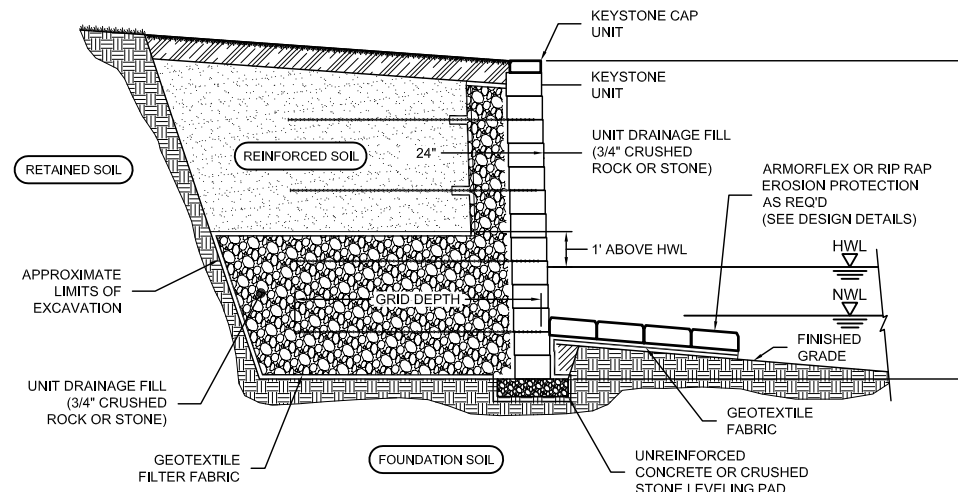 KEYSTONE CAP
UNIT
KEYSTONE
UNIT
REINFORCED SOIL
24"
UNIT DRAINAGE FILL
(3/4" CRUSHED
ROCK OR STONE)
RETAINED SOIL
ARMORFLEX OR RIP RAP
EROSION PROTECTION
AS REQ'D
(SEE DESIGN DETAILS)
1' ABOVE HWL
HWL
APPROXIMATE
LIMITS OF
EXCAVATION
GRID DEPTH
NWL
FINISHED
GRADE
UNIT DRAINAGE FILL
(3/4" CRUSHED
ROCK OR STONE)
GEOTEXTILE
FABRIC
GEOTEXTILE
FILTER FABRIC
FOUNDATION SOIL
UNREINFORCED
CONCRETE OR CRUSHED
STONE LEVELING PAD